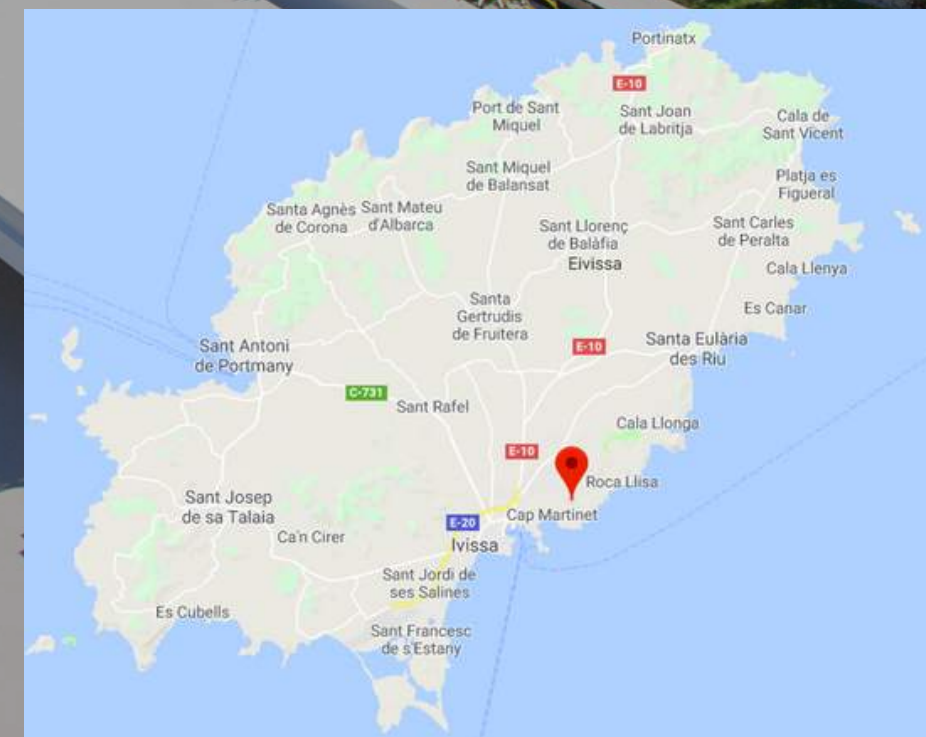 Portinatx
E-10
Port de Sant
Miquel
Sant Joan
de Labritja
Cala de
Sant Vicent
Sant Miquel
de Balansat
Platja es
Figueral
Santa Agnès
de Corona
Sant Mateu
d'Albarca
Sant Llorenç
de Balàfia
Sant Carles
de Peralta
Eivissa
Cala Llenya
Santa
Gertrudis
de Fruitera
Es Canar
Sant Antoni
de Portmany
E-10
Santa Eulària
des Riu
C-731
Sant Rafel
Cala Llonga
E-10
Roca Llisa
Sant Josep
de sa Talaia
Cap Martinet
E-20
Ca'n Cirer
Ivissa
Sant Jordi de
ses Salines
Es Cubells
Sant Francesc
de s'Estany